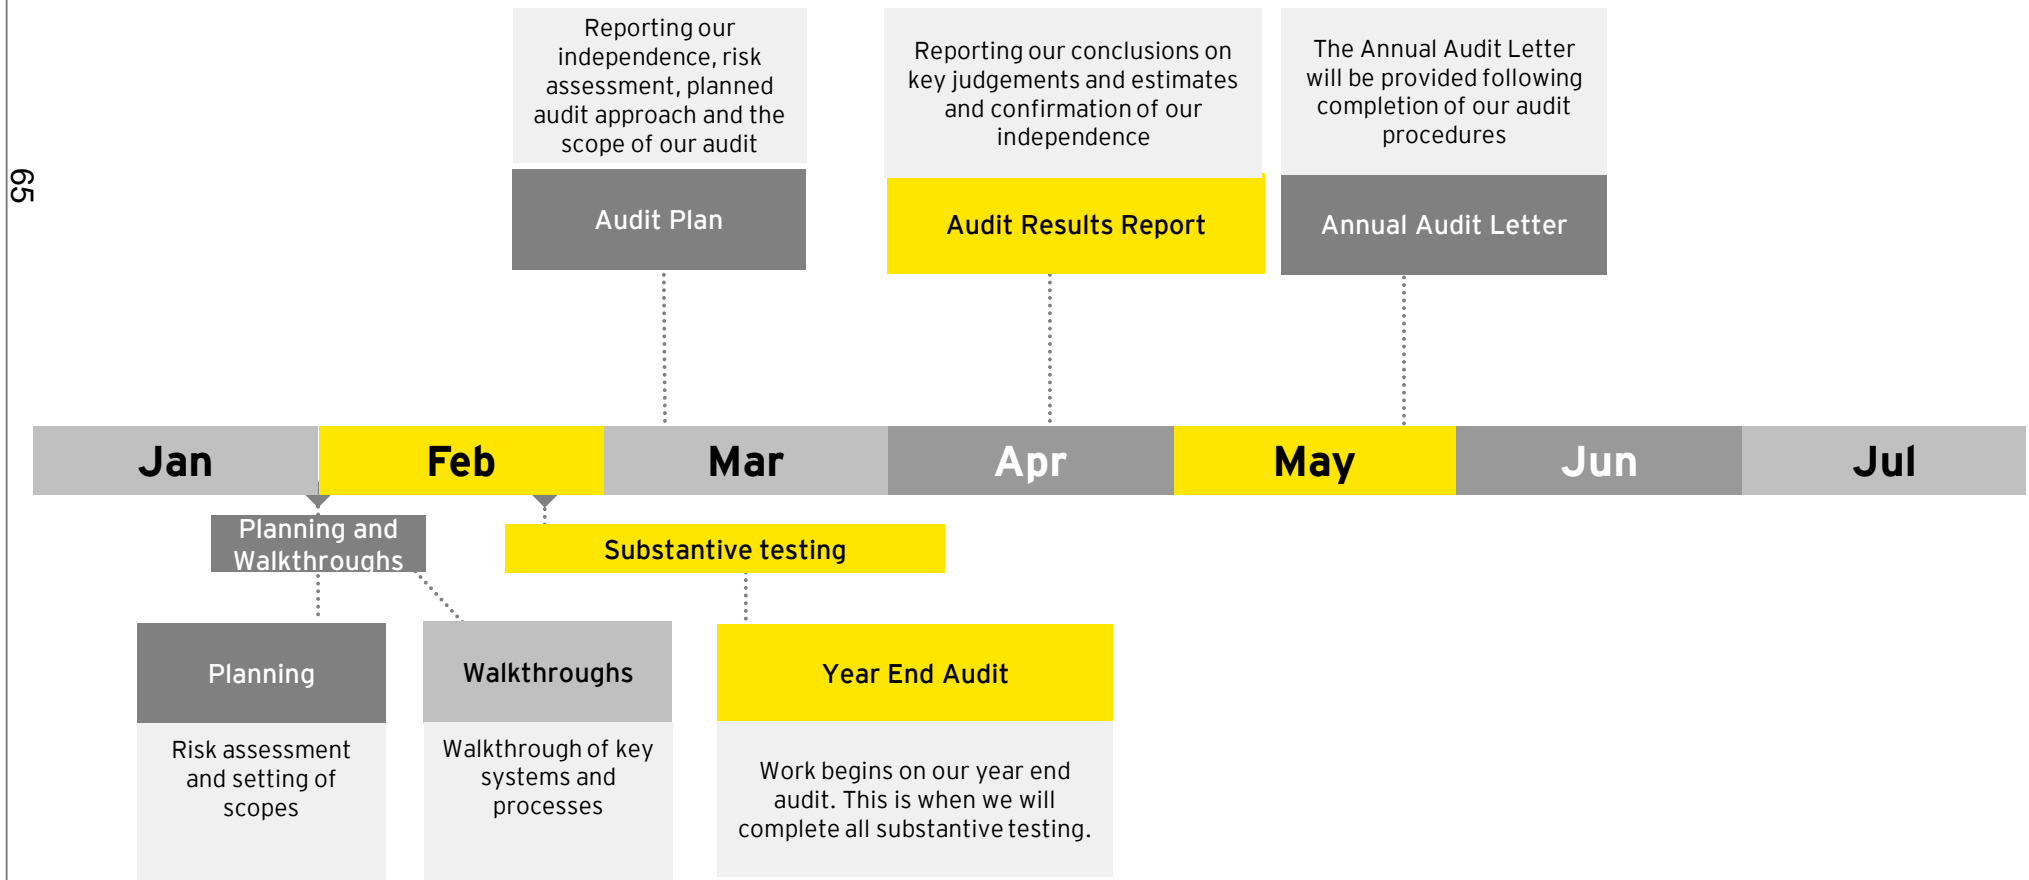 65
Reporting our
independence, risk
assessment, planned
audit approach and the
scope of our audit
Audit Plan
Reporting our conclusions on
key judgements and estimates
and confirmation of our
independence
Audit Results Report
The Annual Audit Letter
will be provided following
completion of our audit
procedures
Annual Audit Letter
Jan
Feb
Mar
Apr
May
Jun
Jul
Planning and
Walkthroughs
Substantive testing
Planning
Risk assessment
and setting of
scopes
Walkthroughs
Walkthrough of key
systems and
processes
Year End Audit
Work begins on our year end
audit. This is when we will
complete all substantive testing.